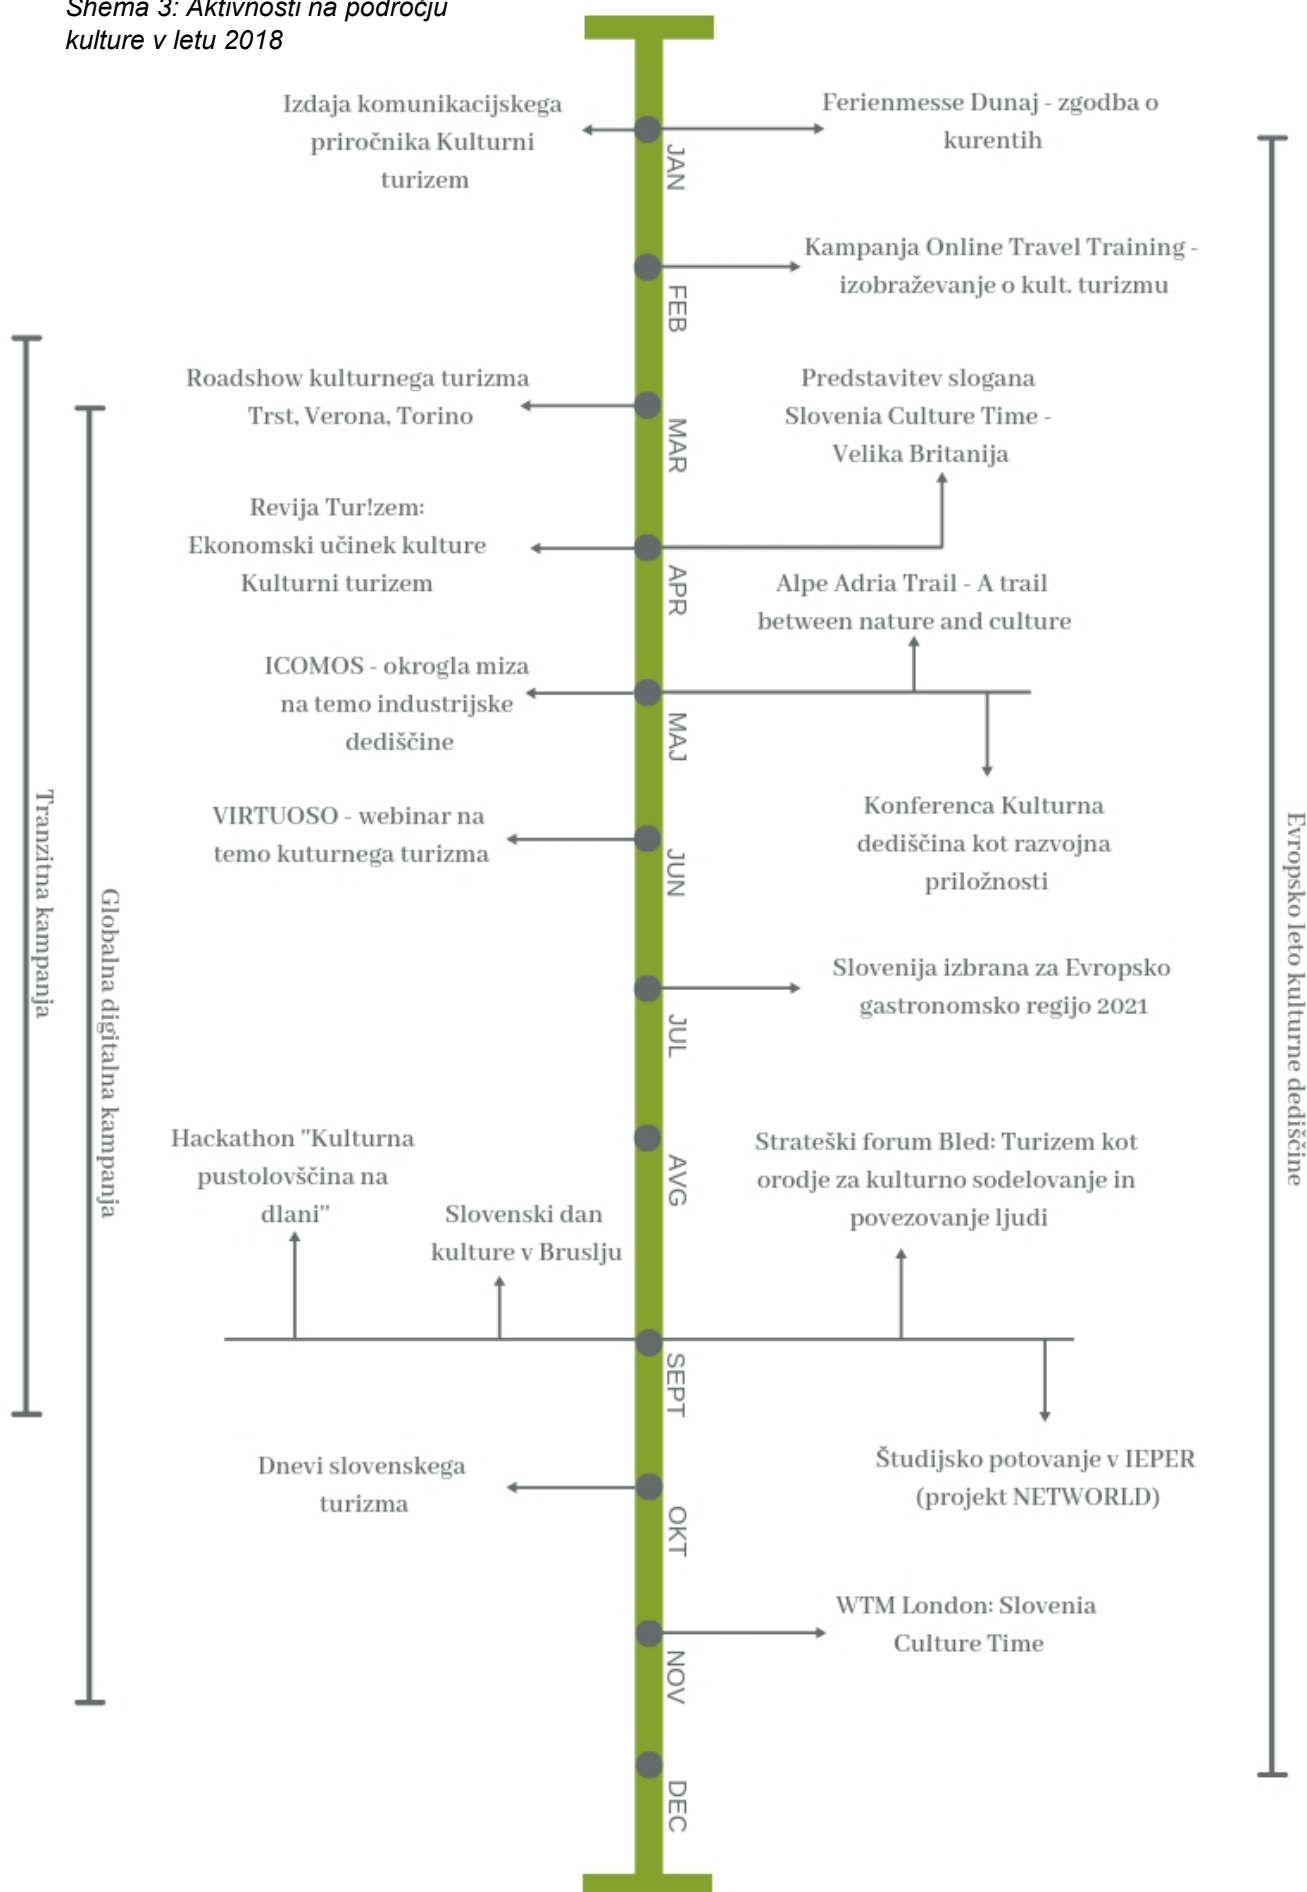 Shema 3: Aktivnosti na področju
kulture v letu 2018
Izdaja komunikacijskega
priročnika Kulturni
turizem
Ferienmesse Dunaj - zgodba o
kurentih
JAN
Kampanja Online Travel Training -
izobraževanje o kult. turizmu
FEB
Roadshow kulturnega turizma
Trst, Verona, Torino
Predstavitev slogana
Slovenia Culture Time -
Velika Britanija
MAR
Revija Tur!zem:
Ekonomski učinek kulture
Kulturni turizem
APR
Alpe Adria Trail - A trail
between nature and culture
ICOMOS - okrogla miza
na temo industrijske
dediščine
MAJ
Konferenca Kulturna
dediščina kot razvojna
priložnosti
VIRTUOSO - webinar na
temo kuturnega turizma
JUN
Tranzitna kampanja
Globalna digitalna kampanja
Evropsko leto kulturne dediščine
Slovenija izbrana za Evropsko
gastronomsko regijo 2021
JUL
AVG
Hackathon "Kulturna
pustolovščina na
dlani"
Slovenski dan
kulture v Bruslju
Strateški forum Bled: Turizem kot
orodje za kulturno sodelovanje in
povezovanje ljudi
SEPT
Študijsko potovanje v IEPER
(projekt NETWORLD)
Dnevi slovenskega
turizma
OKT
WTM London: Slovenia
Culture Time
NOV
DEC